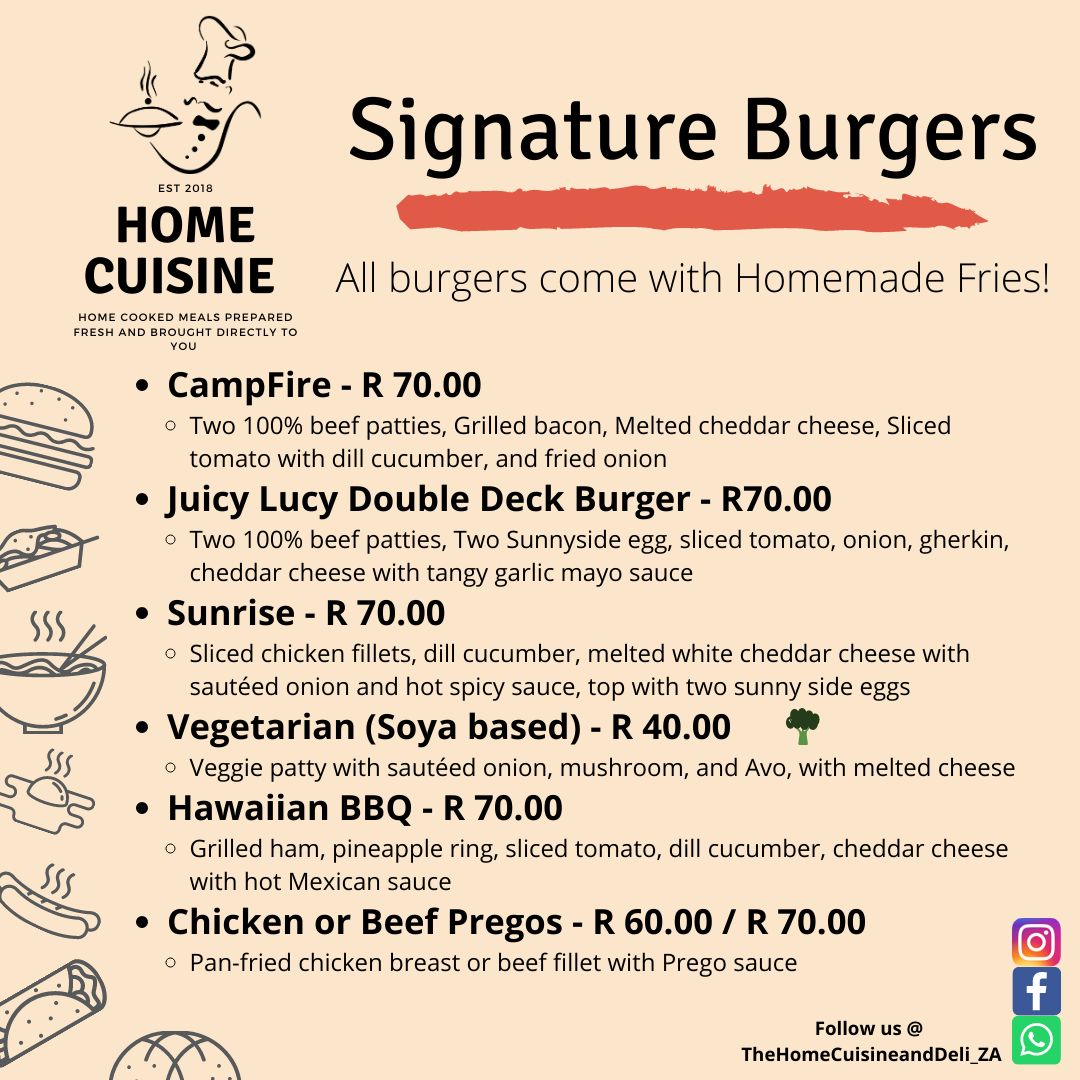 EST 2018
HOME
CUISINE
HOME COOKED MEALS PREPARED
FRESH AND BROUGHT DIRECTLY TO
YOU
Signature Burgers
All burgers come with Homemade Fries!
• CampFire - R 70.00
○ Two 100% beef patties, Grilled bacon, Melted cheddar cheese, Sliced
tomato with dill cucumber, and fried onion
• Juicy Lucy Double Deck Burger - R70.00
○ Two 100% beef patties, Two Sunnyside egg, sliced tomato, onion, gherkin,
cheddar cheese with tangy garlic mayo sauce
• Sunrise - R 70.00
○ Sliced chicken fillets, dill cucumber, melted white cheddar cheese with
sautéed onion and hot spicy sauce, top with two sunny side eggs
• Vegetarian (Soya based) - R 40.00
○ Veggie patty with sautéed onion, mushroom, and Avo, with melted cheese
• Hawaiian BBQ - R 70.00
○ Grilled ham, pineapple ring, sliced tomato, dill cucumber, cheddar cheese
with hot Mexican sauce
• Chicken or Beef Pregos - R 60.00 / R 70.00
○ Pan-fried chicken breast or beef fillet with Prego sauce
Follow us @
TheHomeCuisineandDeli_ZA